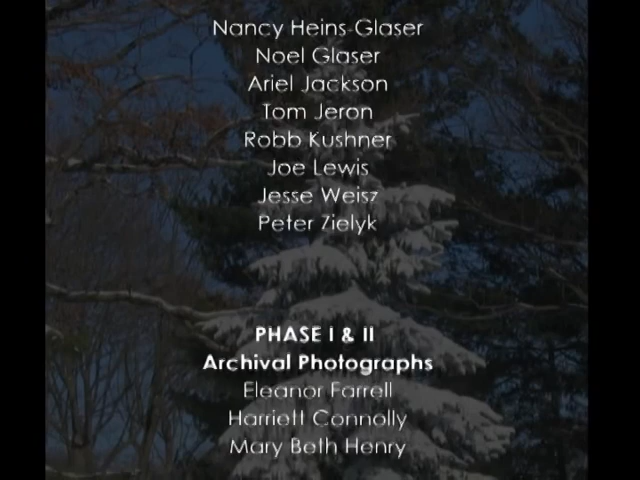 Nancy Heins-Glaser
Noel Glaser
Ariel Jackson
Tom Jeron
Robb Kushner
Joe Lewis
Jesse Weisz
Peter Zielyk
PHASE I & II
Archival Photographs
Eleanor Farrell
Harriett Connolly
Mary Beth Henry